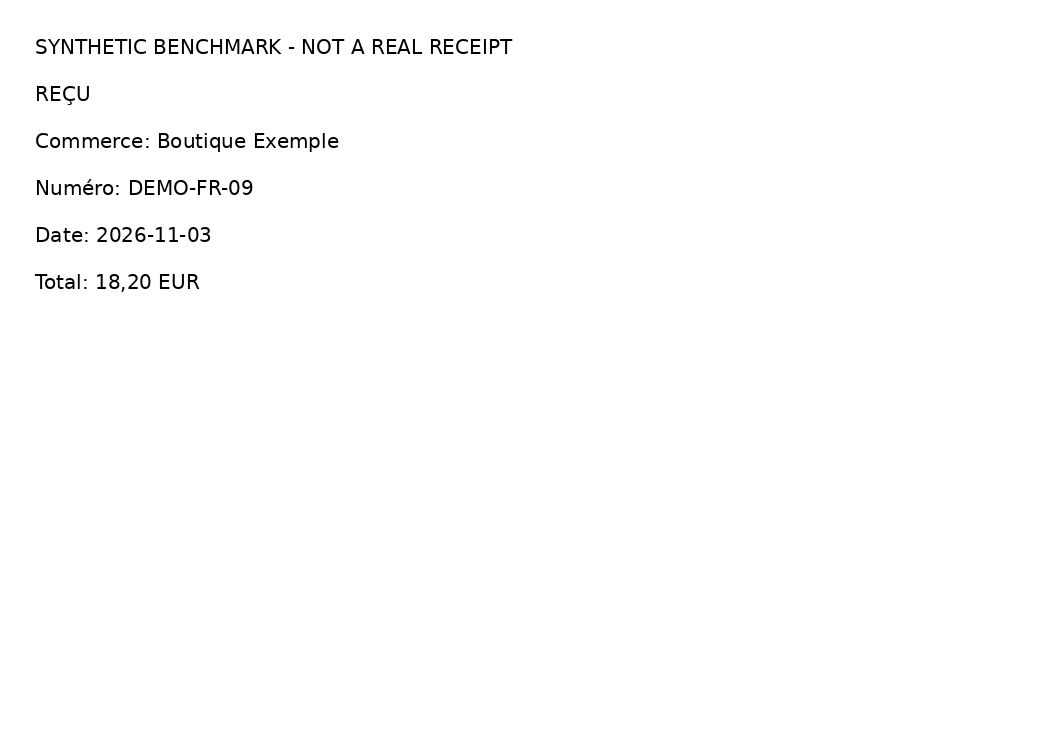 SYNTHETIC BENCHMARK - NOT A REAL RECEIPT
REÇU
Commerce: Boutique Exemple
Numéro: DEMO-FR-09
Date: 2026-11-03
Total: 18,20 EUR